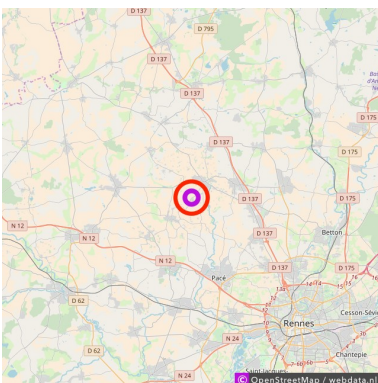 D 137
D 795
D 137
D 137
D 175
D 137
D 137
D 175
N 12
D 137
Betton
N 12
N 12
D 137
D 175
Pacé
D 62
Rennes
Cesson-Sévi
N 24
Chantepie
D 62
Saint-Jacques
N 24
© OpenStreetMap / webdata.nl